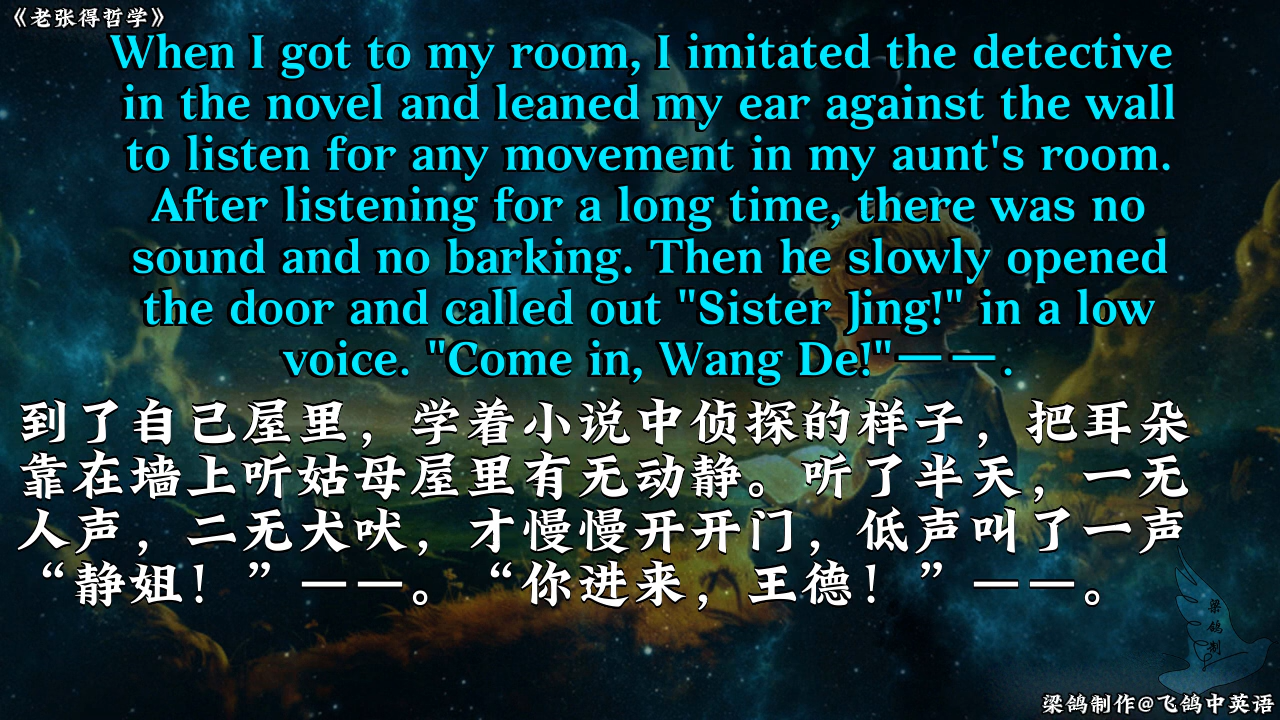 《老张得哲学》
When I got to my room, I imitated the detective
in the novel and leaned my ear against the wall
to listen for any movement in my aunt's room.
After listening for a long time, there was no
sound and no barking. Then he slowly opened
the door and called out "Sister Jing!" in a low
voice. "Come in, Wang De!"——.
到了自己屋里，学着小说中侦探的样子，把耳朵
靠在墙上听姑母屋里有无动静。听了半天，一无
人声，二无犬吠，才慢慢开开门，低声叫了一声
“静姐！”——。“你进来，王德！”——。
梁
鸽
制
梁鸽制作@飞鸽中英语